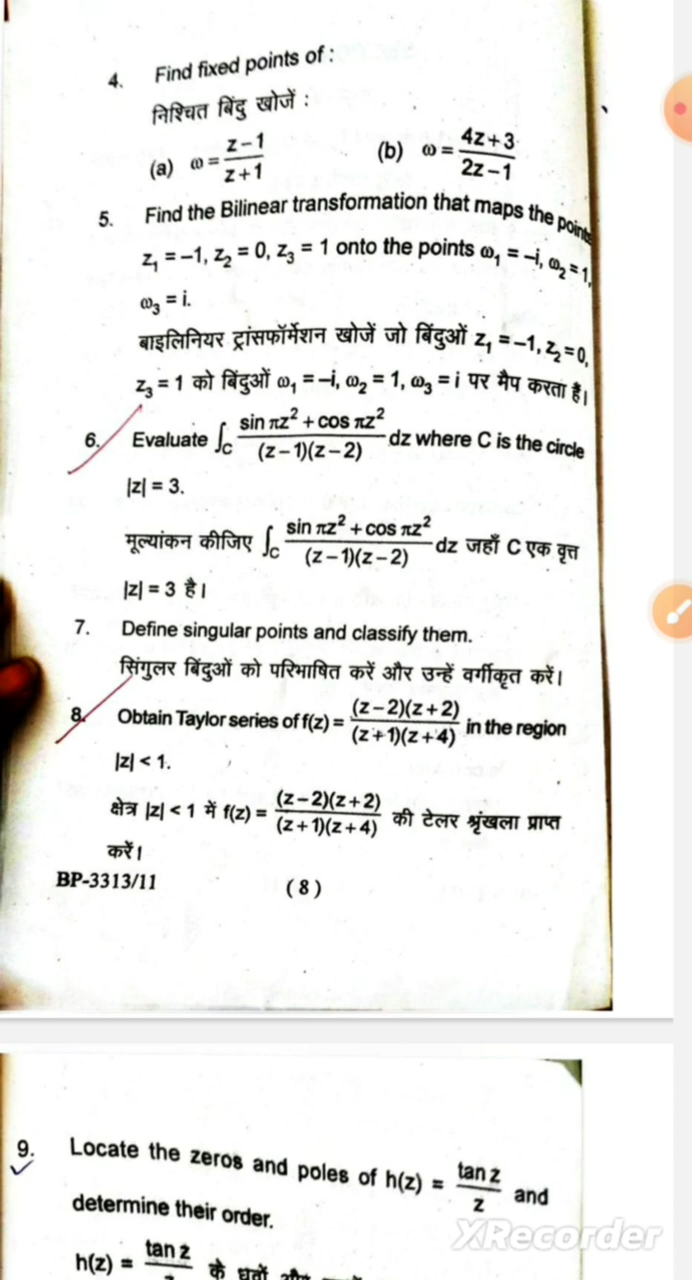 4. Find fixed points of :
निश्चित बिंदु खोजें :
(a) ω = (z-1)/(z+1) (b) ω = (4z+3)/(2z-1)
5. Find the Bilinear transformation that maps the points
z₁ = -1, z₂ = 0, z₃ = 1 onto the points ω₁ = -i, ω₂ = 1,
ω₃ = i.
बाइलिनियर ट्रांसफॉर्मेशन खोजें जो बिंदुओं z₁ = -1, z₂ = 0,
z₃ = 1 को बिंदुओं ω₁ = -i, ω₂ = 1, ω₃ = i पर मैप करता है।
6. Evaluate ∫_C (sin πz² + cos πz²)/((z-1)(z-2)) dz where C is the circle
|z| = 3.
मूल्यांकन कीजिए ∫_C (sin πz² + cos πz²)/((z-1)(z-2)) dz जहाँ C एक वृत्त
|z| = 3 है।
7. Define singular points and classify them.
सिंगुलर बिंदुओं को परिभाषित करें और उन्हें वर्गीकृत करें।
8. Obtain Taylor series of f(z) = ((z-2)(z+2))/((z+1)(z+4)) in the region
|z| < 1.
क्षेत्र |z| < 1 में f(z) = ((z-2)(z+2))/((z+1)(z+4)) की टेलर श्रृंखला प्राप्त
करें।
BP-3313/11 (8)
9. Locate the zeros and poles of h(z) = (tan z)/z and
determine their order.
h(z) = tan z के
XRecorder